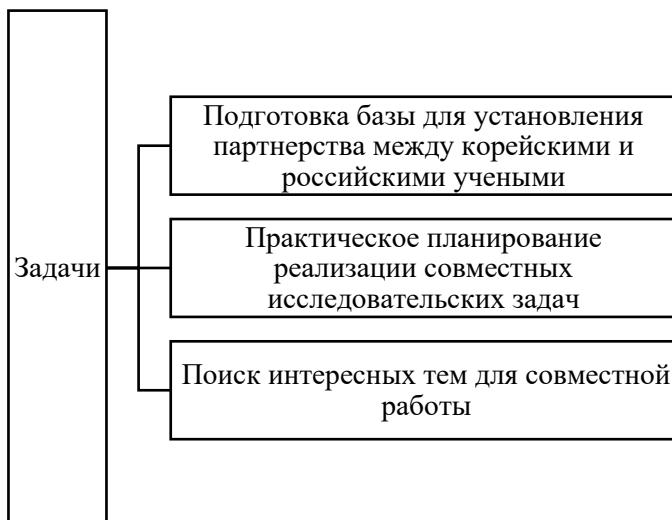 Задачи
Подготовка базы для установления
партнерства между корейскими и
российскими учеными
Практическое планирование
реализации совместных
исследовательских задач
Поиск интересных тем для совместной
работы